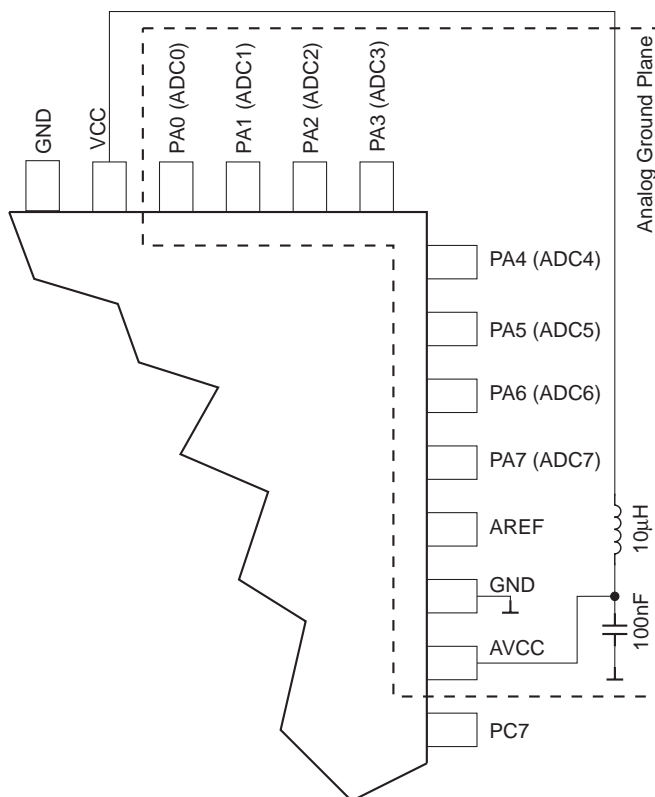 GND
VCC
PA0 (ADC0)
PA1 (ADC1)
PA2 (ADC2)
PA3 (ADC3)
Analog Ground Plane
PA4 (ADC4)
PA5 (ADC5)
PA6 (ADC6)
PA7 (ADC7)
AREF
10μH
GND
AVCC
100nF
PC7